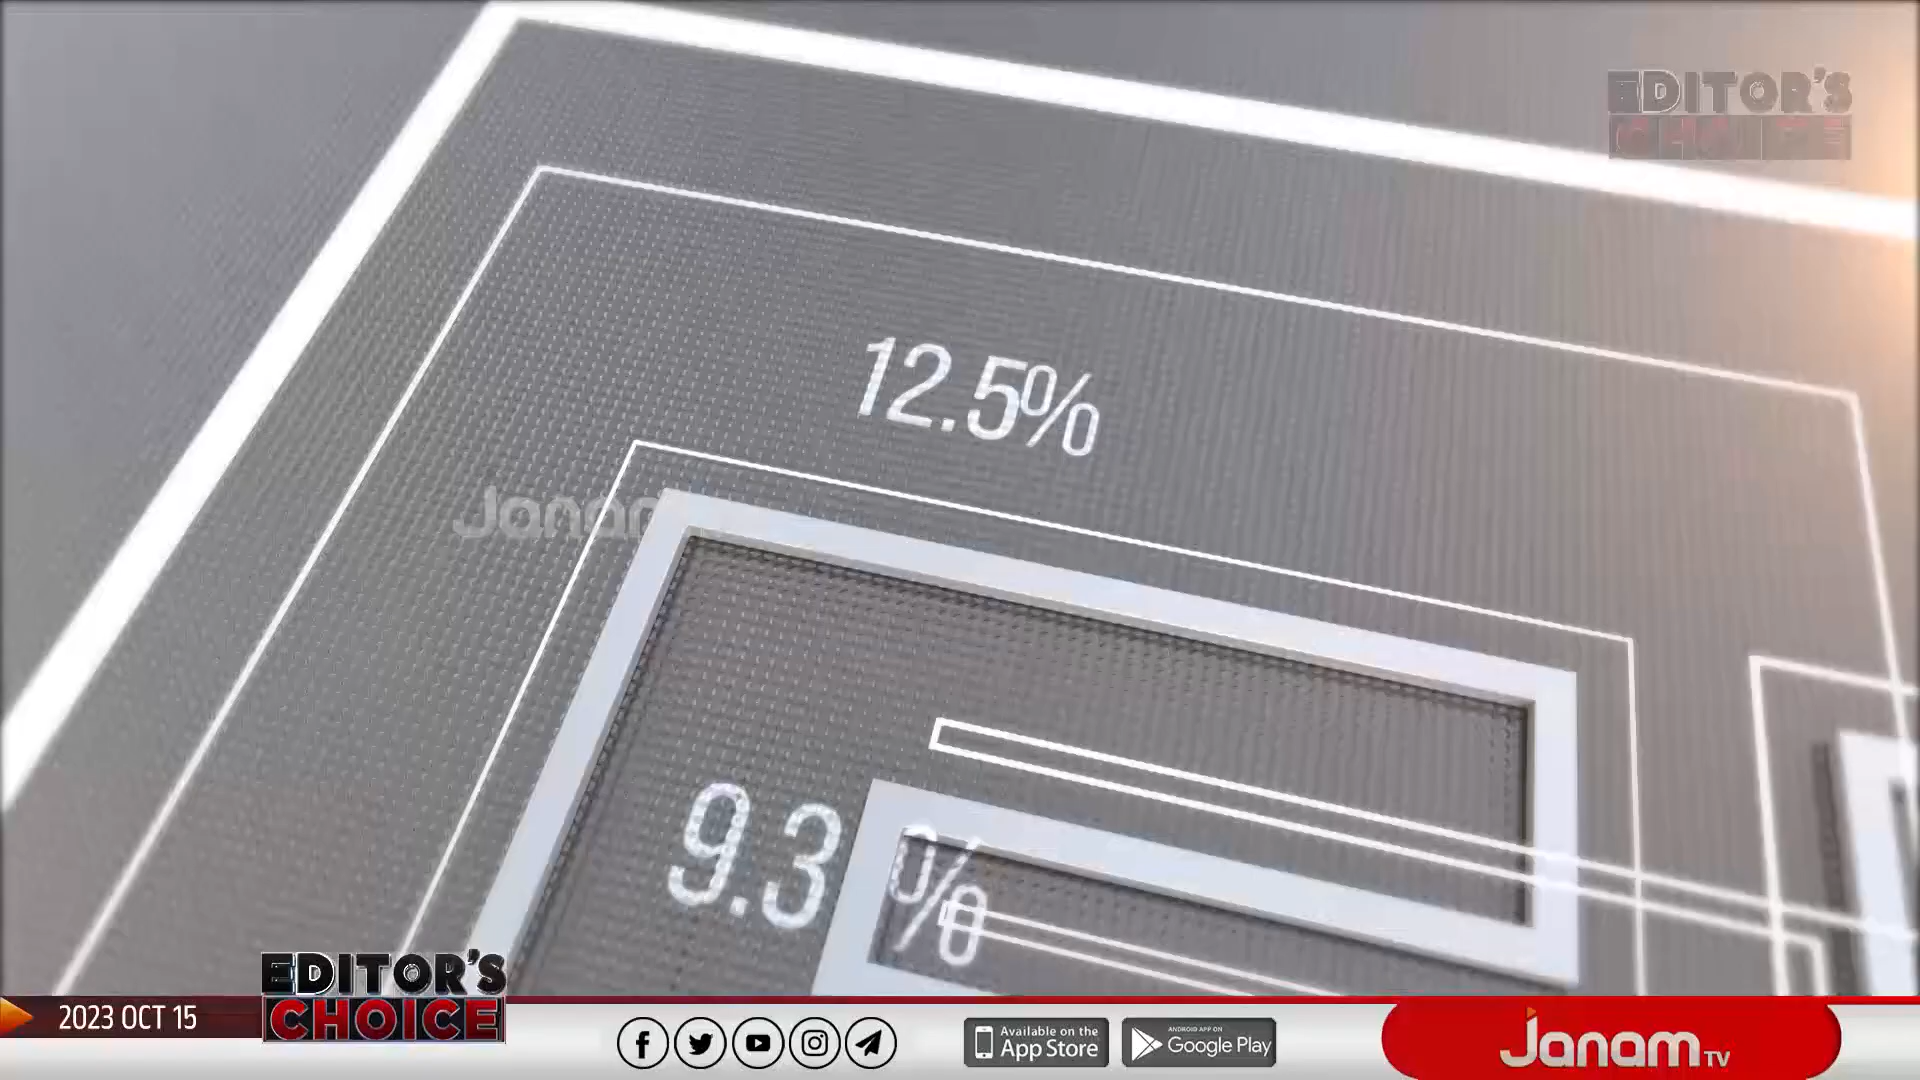 EDITOR'S
CHOICE
12.5%
Janam
9.3%
2023 OCT 15
EDITOR'S
CHOICE
Available on the
App Store
ANDROID APP ON
Google Play
Janam TV